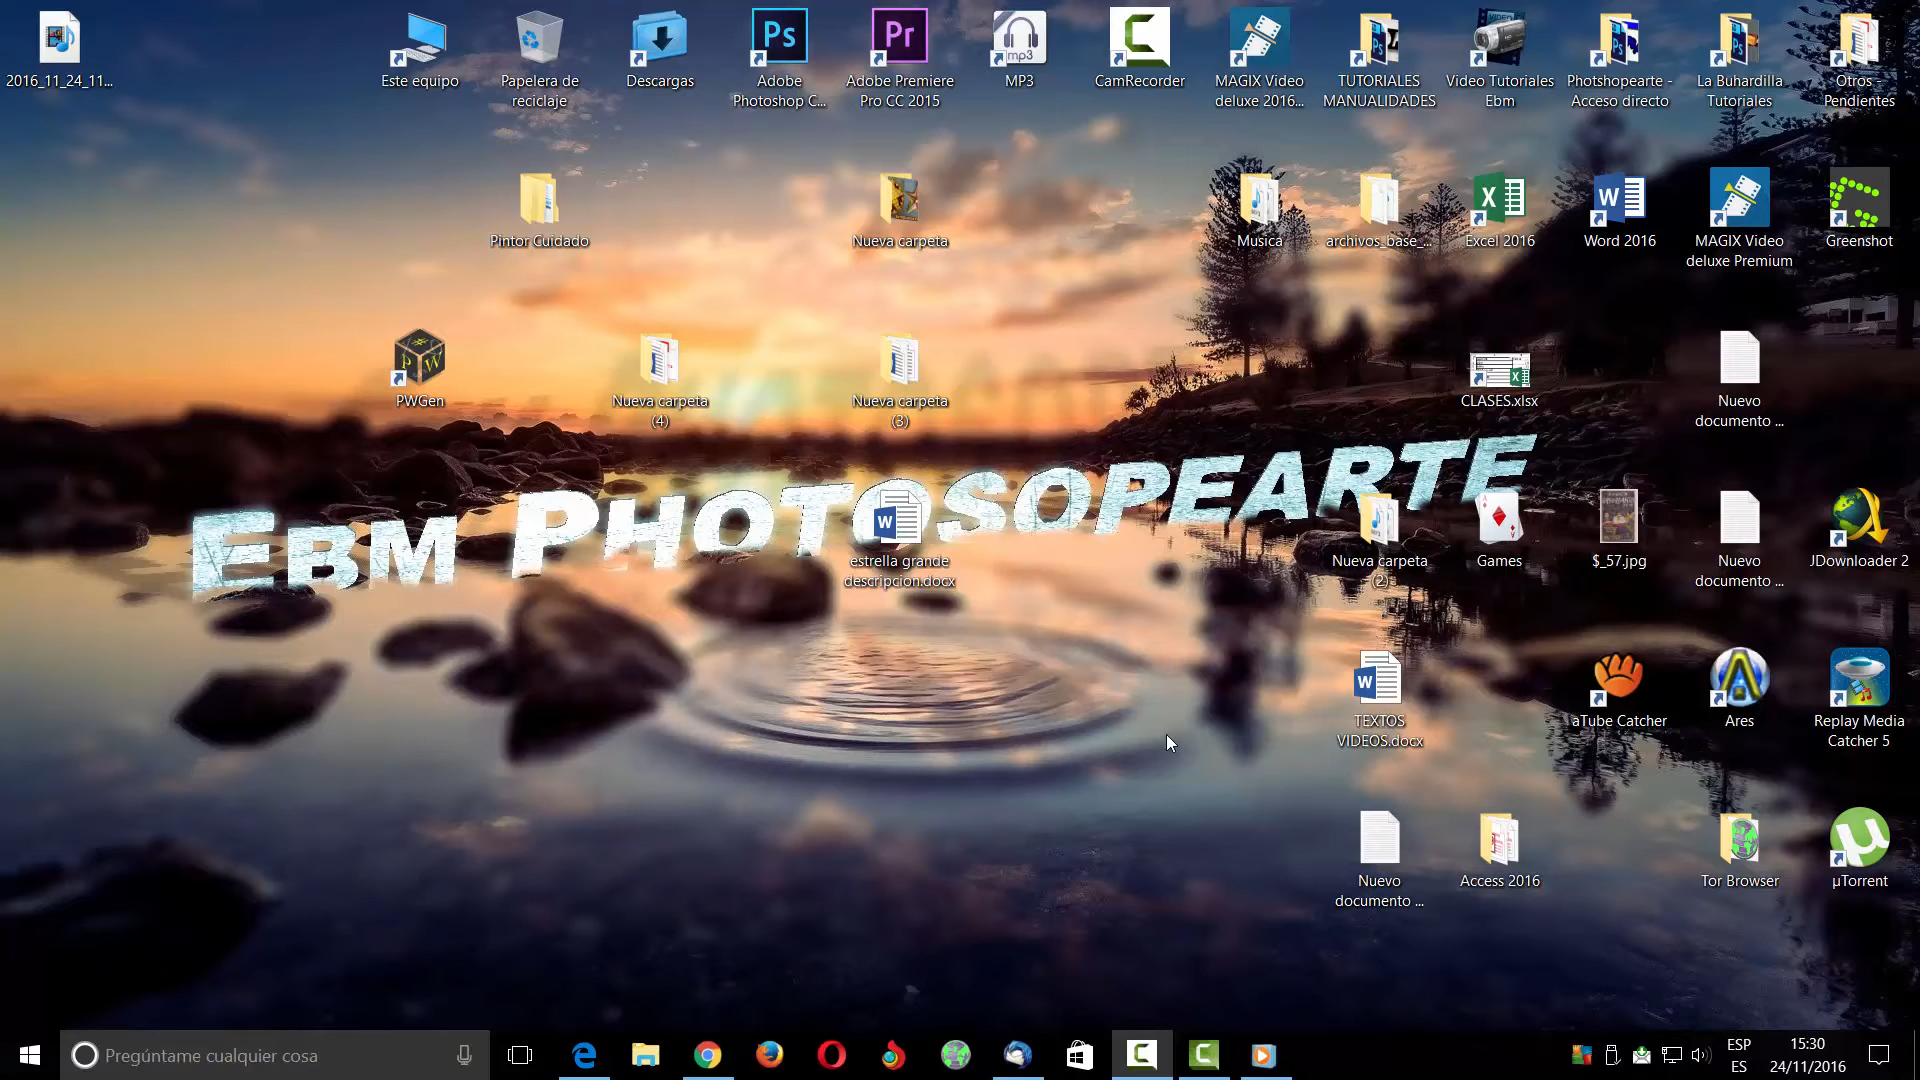 2016_11_24_11...
Este equipo
Papelera de
reciclaje
Descargas
Ps
Adobe
Photoshop C...
Pr
Adobe Premiere
Pro CC 2015
mp3
MP3
CamRecorder
MAGIX Video
deluxe 2016...
TUTORIALES
MANUALIDADES
Video Tutoriales
Ebm
Photshopearte -
Acceso directo
La Buhardilla
Tutoriales
Otros -
Pendientes
Pintor Cuidado
Nueva carpeta
Musica
archivos_base_...
Excel 2016
Word 2016
MAGIX Video
deluxe Premium
Greenshot
PWGen
Nueva carpeta
(4)
Nueva carpeta
(3)
CLASES.xlsx
Nuevo
documento ...
EBM PHOTOSOPEARTE
estrella grande
descripcion.docx
Nueva carpeta
(2)
Games
$_57.jpg
Nuevo
documento ...
JDownloader 2
TEXTOS
VIDEOS.docx
aTube Catcher
Ares
Replay Media
Catcher 5
Nuevo
documento ...
Access 2016
Tor Browser
µTorrent
Pregúntame cualquier cosa
ESP
ES
15:30
24/11/2016